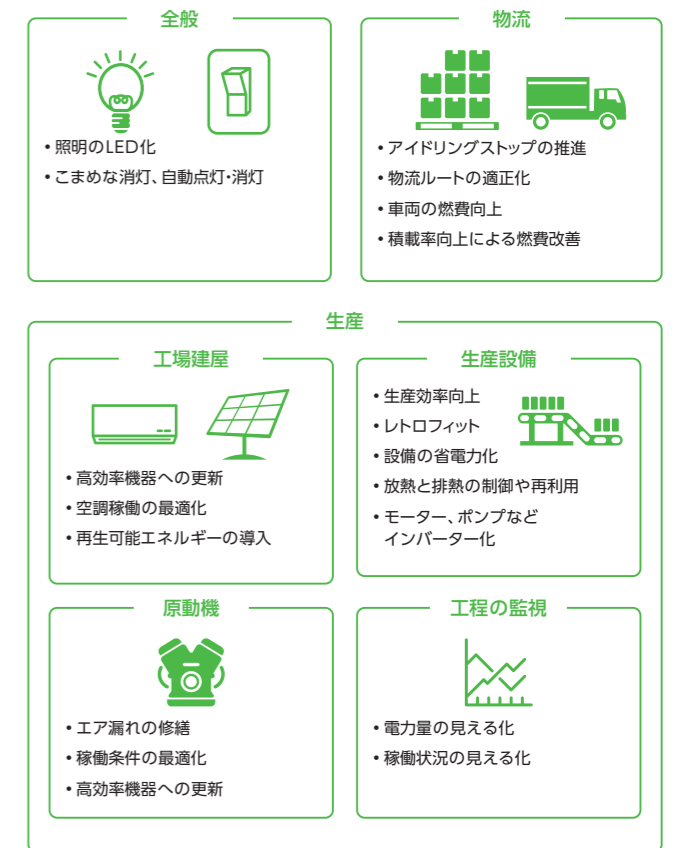 全般
• 照明のLED化
• こまめな消灯、自動点灯・消灯
物流
• アイドリングストップの推進
• 物流ルートの適正化
• 車両の燃費向上
• 積載率向上による燃費改善
生産
工場建屋
• 高効率機器への更新
• 空調稼働の最適化
• 再生可能エネルギーの導入
生産設備
• 生産効率向上
• レトロフィット
• 設備の省電力化
• 放熱と排熱の制御や再利用
• モーター、ポンプなど
インバーター化
原動機
• エア漏れの修繕
• 稼働条件の最適化
• 高効率機器への更新
工程の監視
• 電力量の見える化
• 稼働状況の見える化